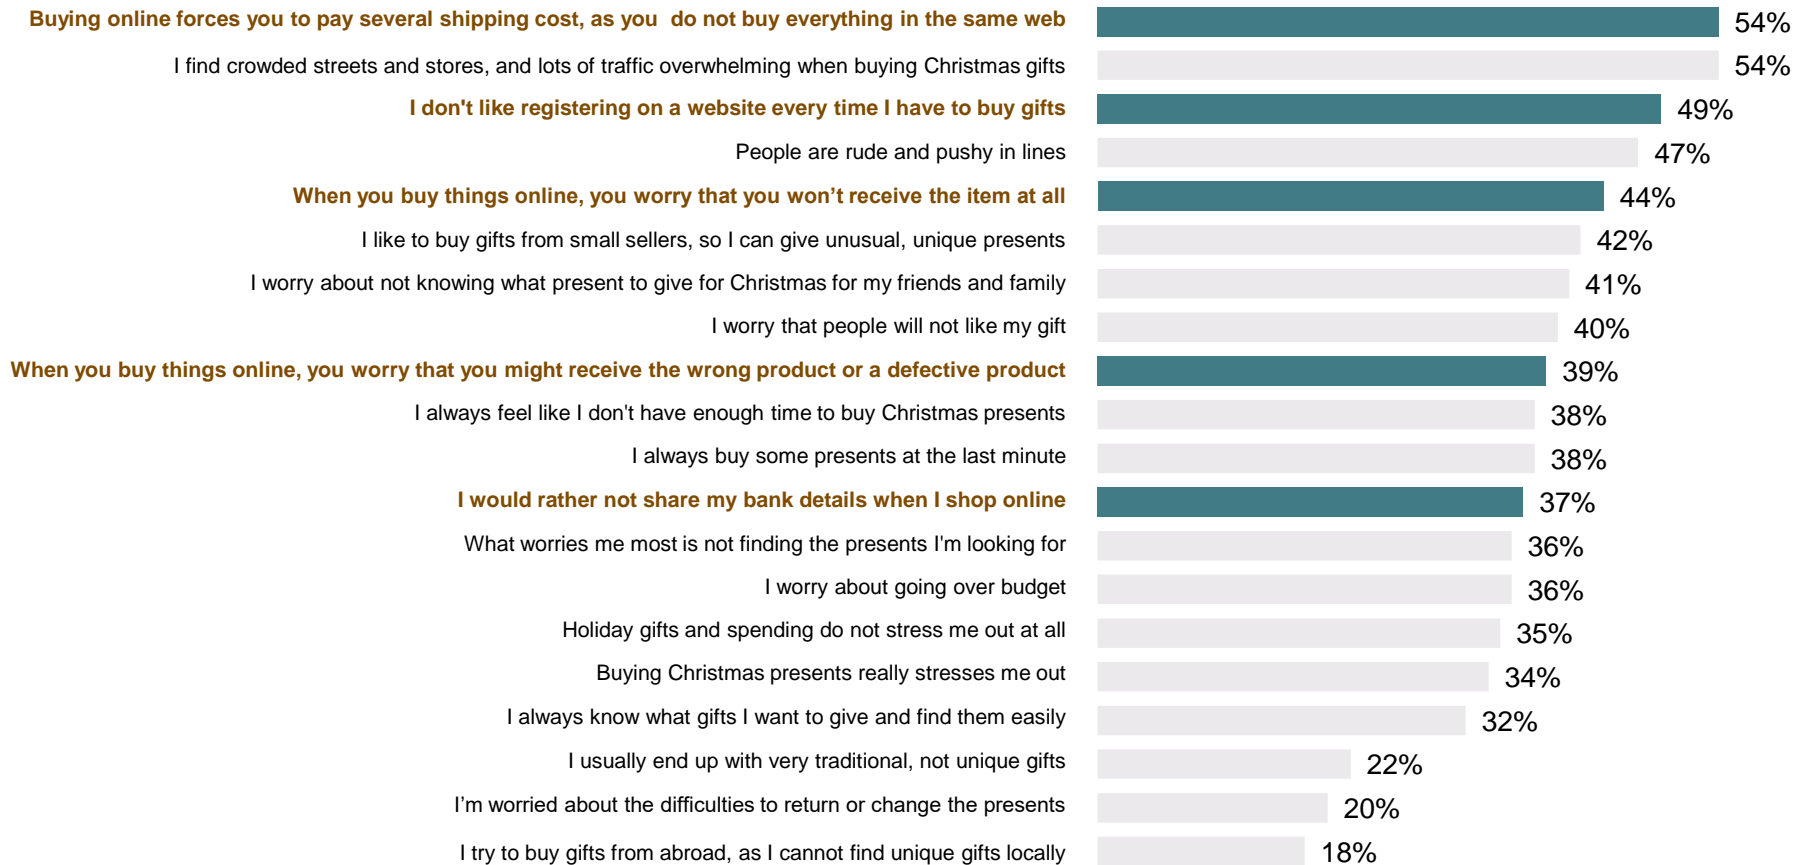 Buying online forces you to pay several shipping cost, as you do not buy everything in the same web 54%
I find crowded streets and stores, and lots of traffic overwhelming when buying Christmas gifts 54%
I don't like registering on a website every time I have to buy gifts 49%
People are rude and pushy in lines 47%
When you buy things online, you worry that you won’t receive the item at all 44%
I like to buy gifts from small sellers, so I can give unusual, unique presents 42%
I worry about not knowing what present to give for Christmas for my friends and family 41%
I worry that people will not like my gift 40%
When you buy things online, you worry that you might receive the wrong product or a defective product 39%
I always feel like I don't have enough time to buy Christmas presents 38%
I always buy some presents at the last minute 38%
I would rather not share my bank details when I shop online 37%
What worries me most is not finding the presents I'm looking for 36%
I worry about going over budget 36%
Holiday gifts and spending do not stress me out at all 35%
Buying Christmas presents really stresses me out 34%
I always know what gifts I want to give and find them easily 32%
I usually end up with very traditional, not unique gifts 22%
I’m worried about the difficulties to return or change the presents 20%
I try to buy gifts from abroad, as I cannot find unique gifts locally 18%